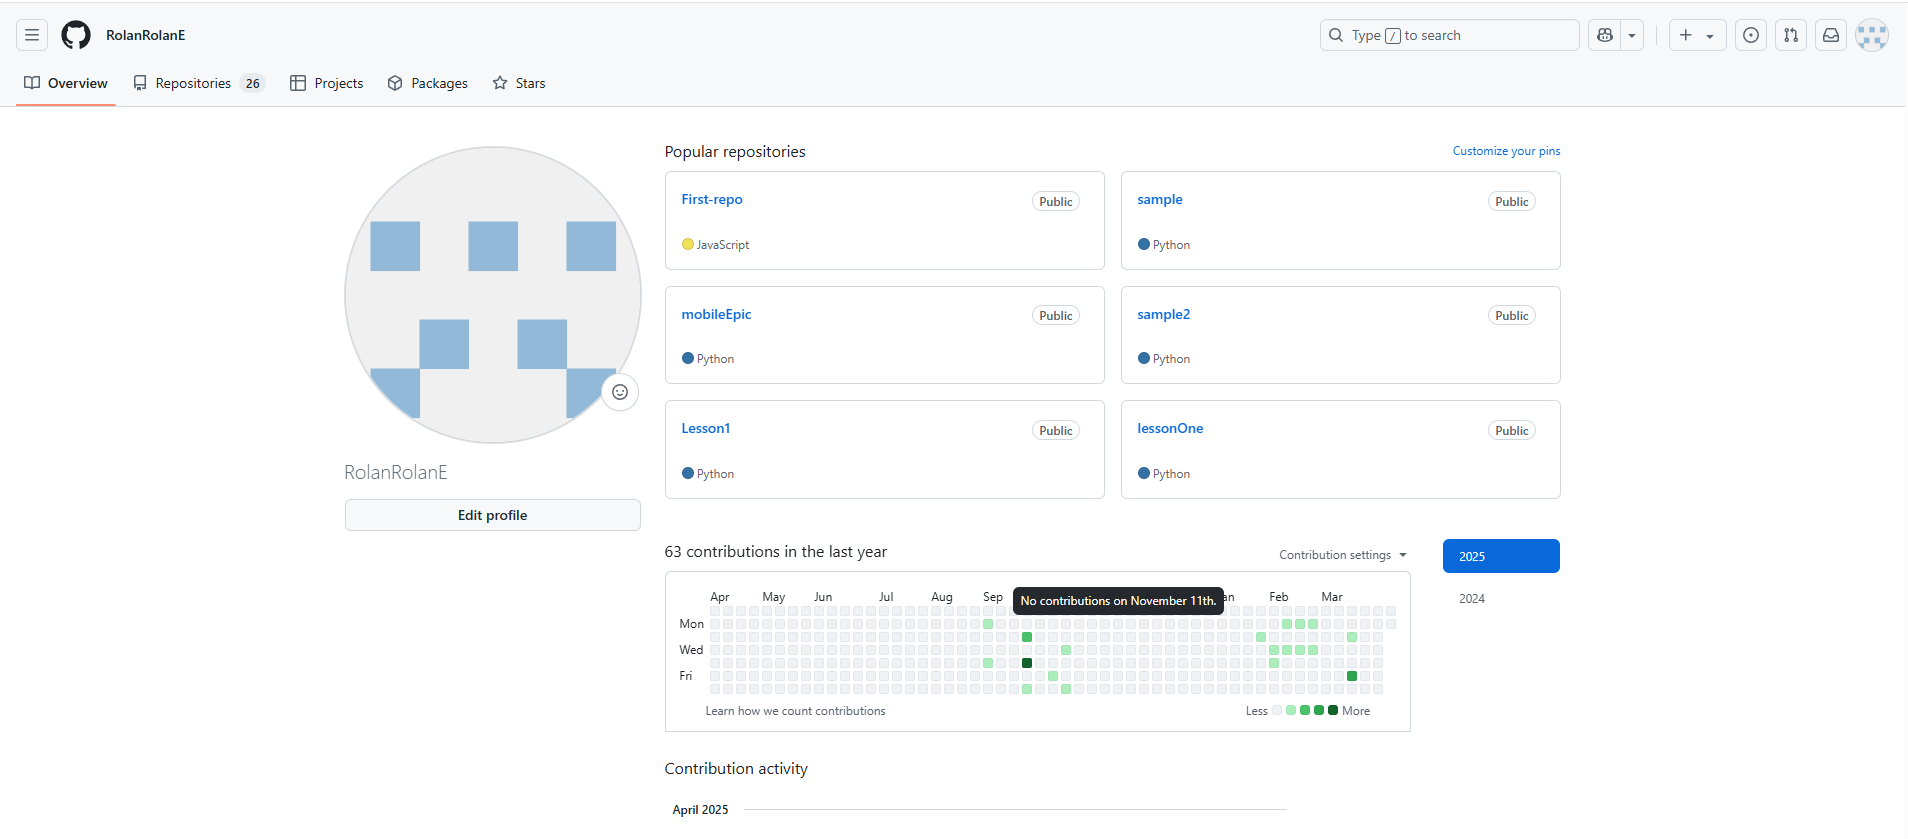 RolanRolanE
Type / to search
Overview
Repositories 26
Projects
Packages
Stars
Popular repositories
Customize your pins
First-repo
Public
JavaScript
sample
Public
Python
mobileEpic
Public
Python
sample2
Public
Python
Lesson1
Public
Python
lessonOne
Public
Python
RolanRolanE
Edit profile
63 contributions in the last year
Contribution settings
2025
2024
No contributions on November 11th.
Apr May Jun Jul Aug Sep Feb Mar
Mon
Wed
Fri
Learn how we count contributions
Less More
Contribution activity
April 2025